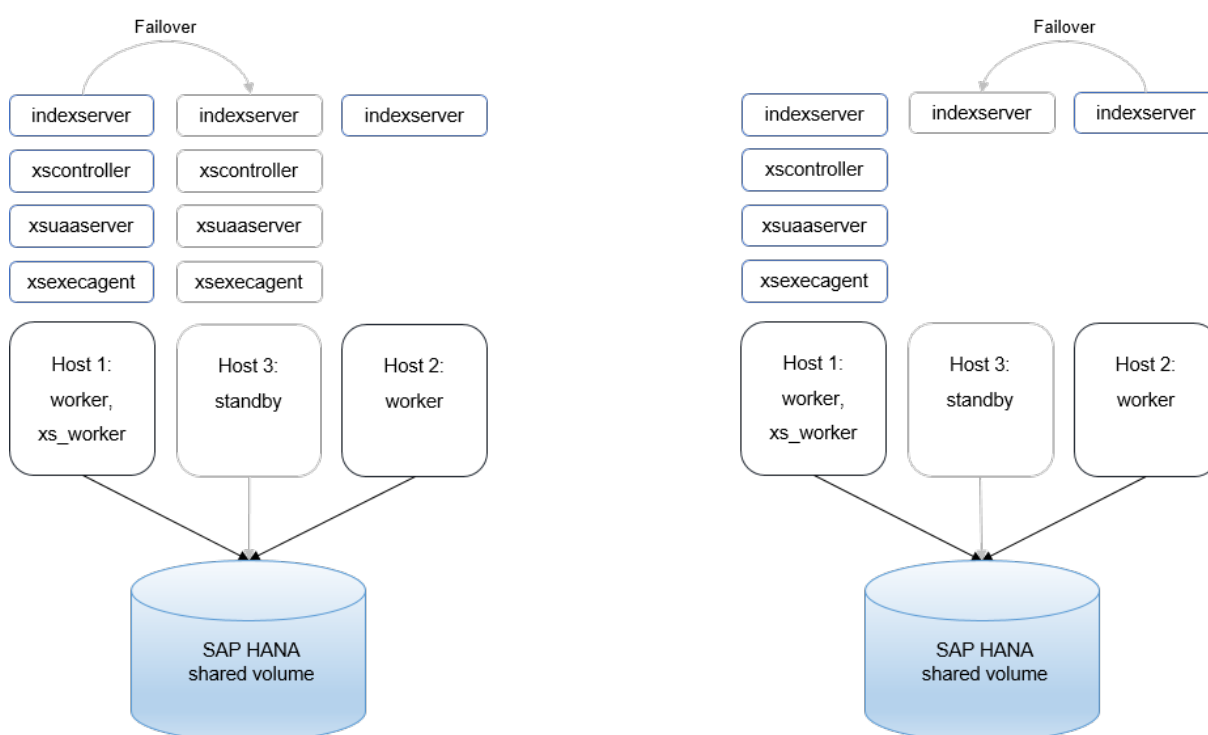 Failover
indexserver
indexserver
indexserver
xscontroller
xscontroller
xsuaaserver
xsuaaserver
xsexecagent
xsexecagent
Host 1:
worker,
xs_worker
Host 3:
standby
Host 2:
worker
SAP HANA
shared volume
Failover
indexserver
indexserver
indexserver
xscontroller
xsuaaserver
xsexecagent
Host 1:
worker,
xs_worker
Host 3:
standby
Host 2:
worker
SAP HANA
shared volume